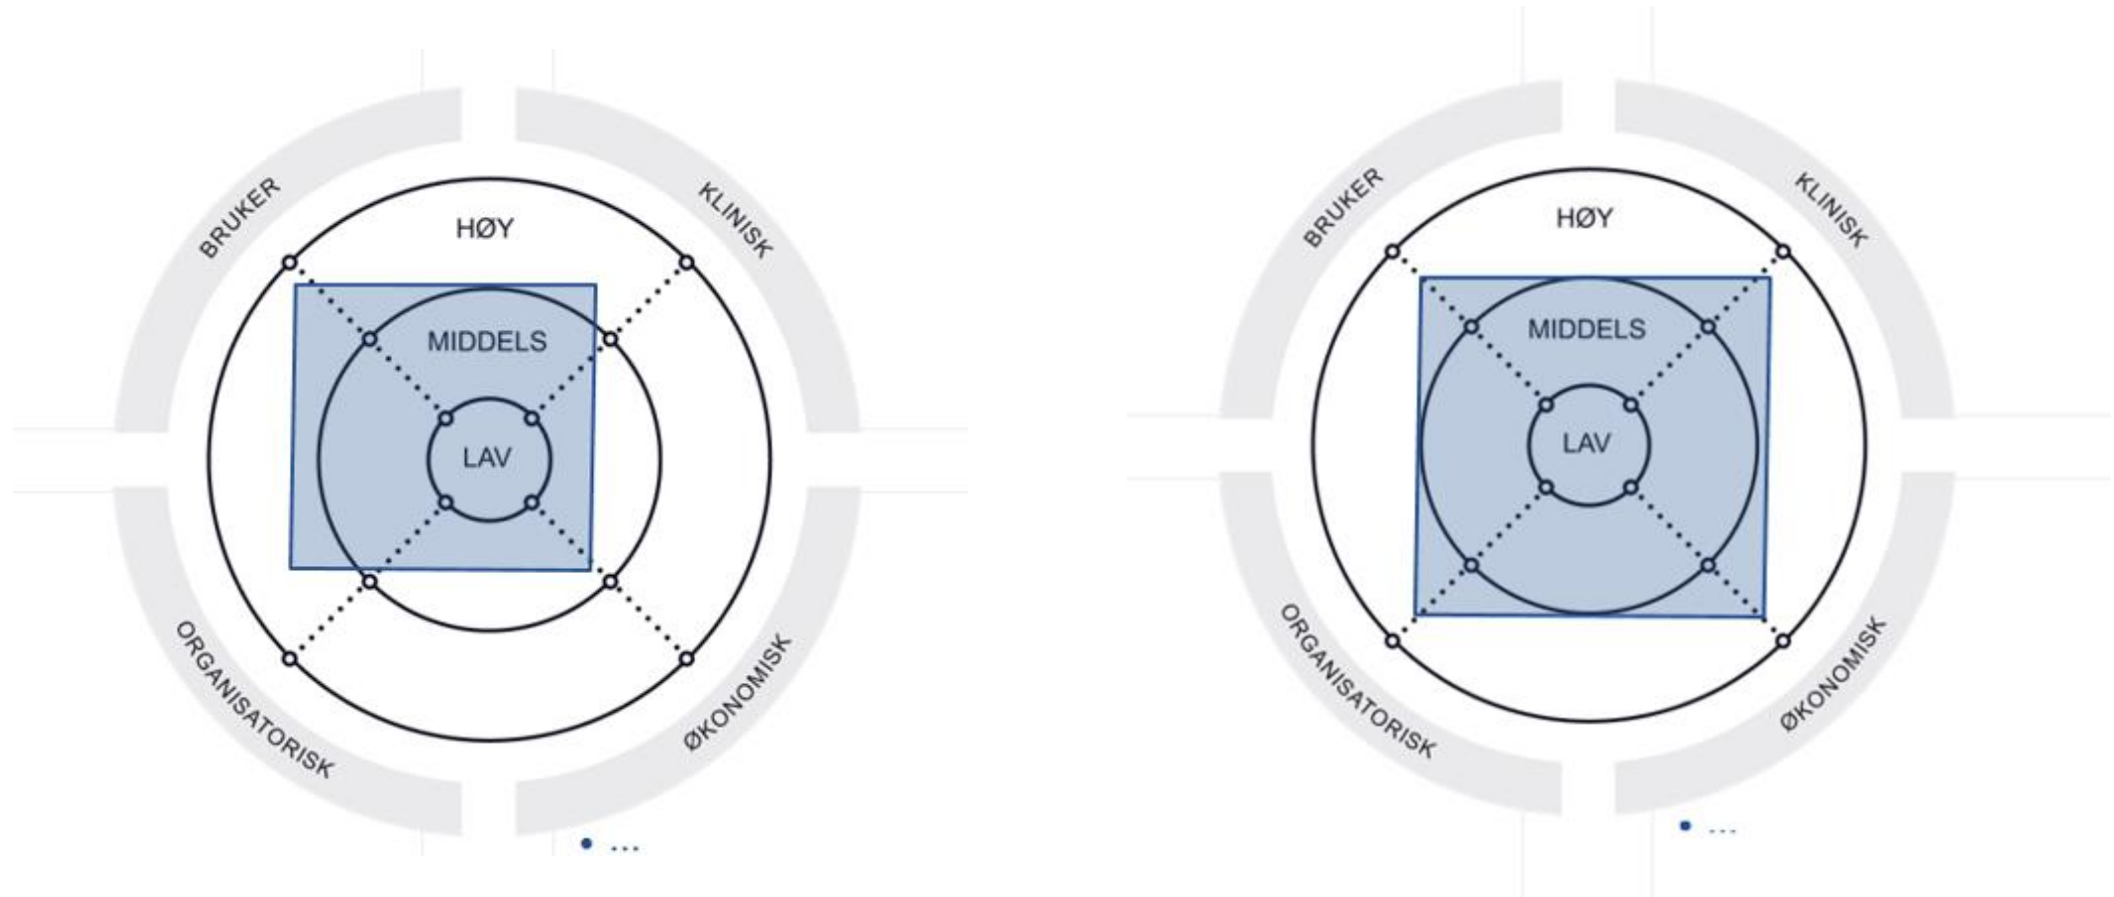 BRUKER
KLINISK
HØY
MIDDELS
LAV
ORGANISATORISK
ØKONOMISK
...
BRUKER
KLINISK
HØY
MIDDELS
LAV
ORGANISATORISK
ØKONOMISK
...